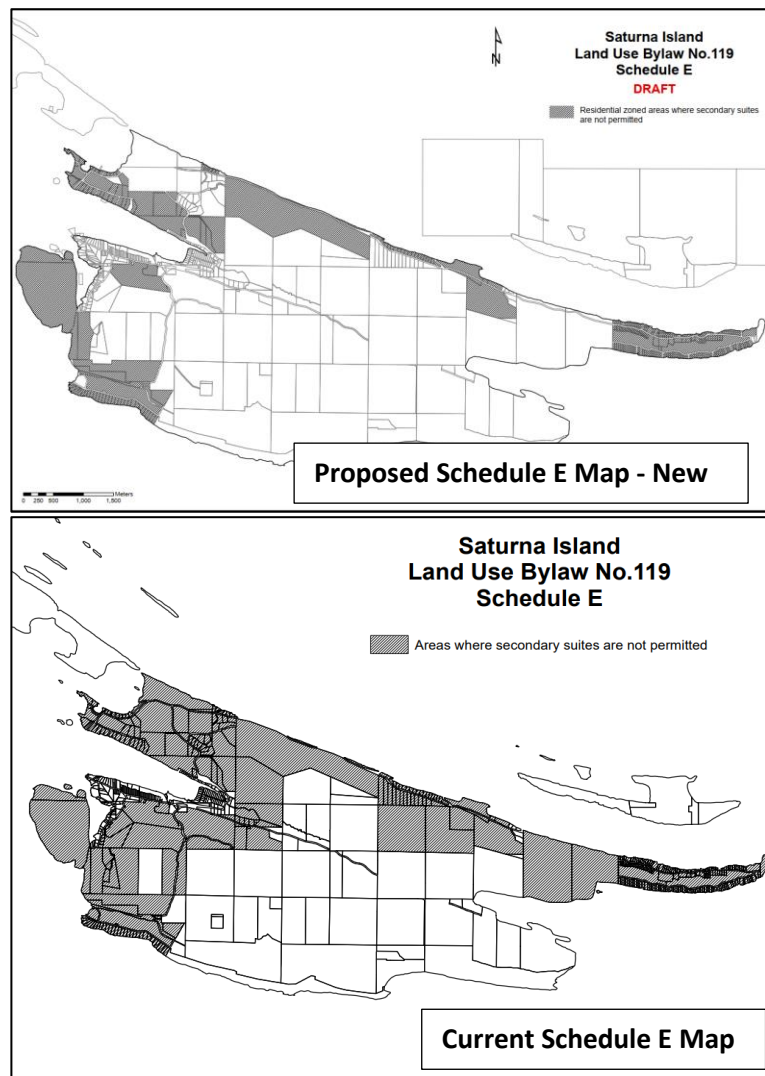 N
Saturna Island
Land Use Bylaw No.119
Schedule E
DRAFT
Residential zoned areas where secondary suites
are not permitted
Proposed Schedule E Map - New
Meters
0 250 500 1,000 1,500
Saturna Island
Land Use Bylaw No.119
Schedule E
Areas where secondary suites are not permitted
Current Schedule E Map